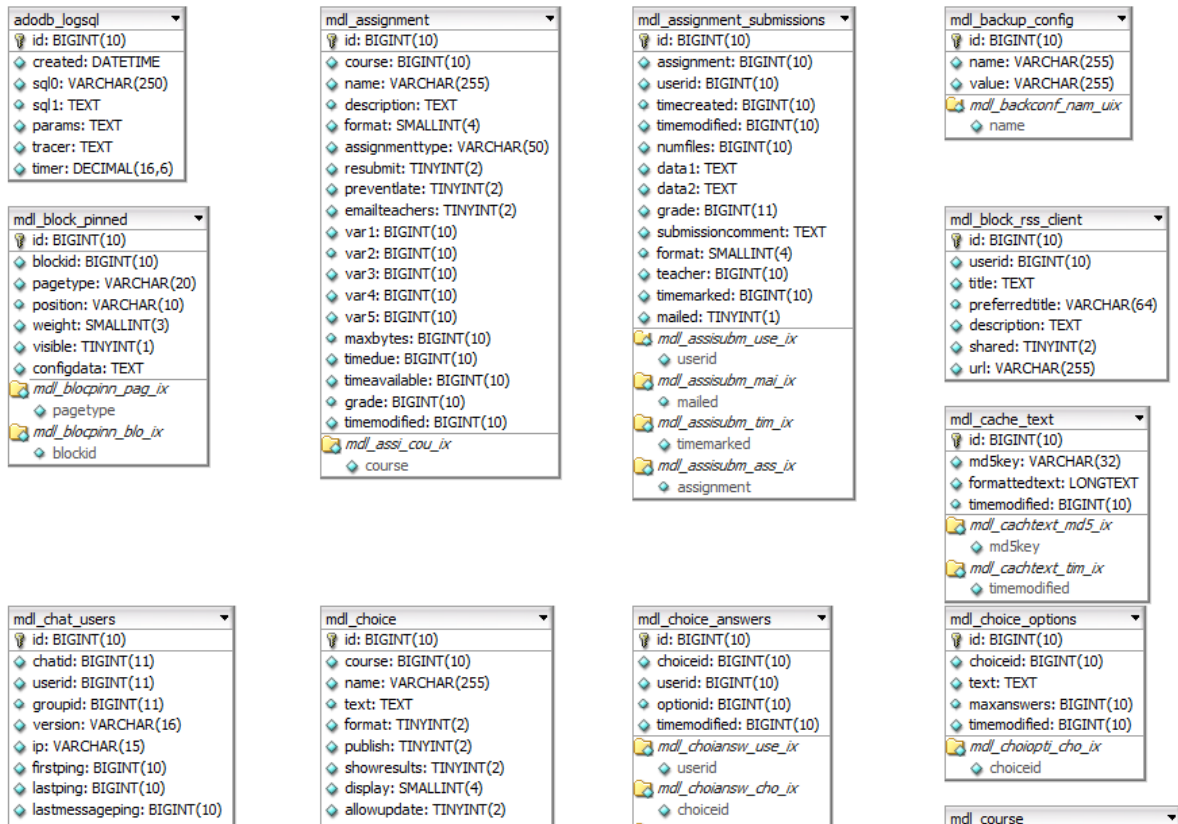 adodb_logsql
id: BIGINT(10)
created: DATETIME
sql0: VARCHAR(250)
sql1: TEXT
params: TEXT
tracer: TEXT
timer: DECIMAL(16,6)
mdl_assignment
id: BIGINT(10)
course: BIGINT(10)
name: VARCHAR(255)
description: TEXT
format: SMALLINT(4)
assignmenttype: VARCHAR(50)
resubmit: TINYINT(2)
preventlate: TINYINT(2)
emailteachers: TINYINT(2)
var1: BIGINT(10)
var2: BIGINT(10)
var3: BIGINT(10)
var4: BIGINT(10)
var5: BIGINT(10)
maxbytes: BIGINT(10)
timedue: BIGINT(10)
timeavailable: BIGINT(10)
grade: BIGINT(10)
timemodified: BIGINT(10)
mdl_assi_cou_ix
course
mdl_assignment_submissions
id: BIGINT(10)
assignment: BIGINT(10)
userid: BIGINT(10)
timecreated: BIGINT(10)
timemodified: BIGINT(10)
numfiles: BIGINT(10)
data1: TEXT
data2: TEXT
grade: BIGINT(11)
submissioncomment: TEXT
format: SMALLINT(4)
teacher: BIGINT(10)
timemarked: BIGINT(10)
mailed: TINYINT(1)
mdl_assisubm_use_ix
userid
mdl_assisubm_mai_ix
mailed
mdl_assisubm_tim_ix
timemarked
mdl_assisubm_ass_ix
assignment
mdl_backup_config
id: BIGINT(10)
name: VARCHAR(255)
value: VARCHAR(255)
mdl_backconf_nam_uix
name
mdl_block_pinned
id: BIGINT(10)
blockid: BIGINT(10)
pagetype: VARCHAR(20)
position: VARCHAR(10)
weight: SMALLINT(3)
visible: TINYINT(1)
configdata: TEXT
mdl_blocpinn_pag_ix
pagetype
mdl_blocpinn_blo_ix
blockid
mdl_block_rss_client
id: BIGINT(10)
userid: BIGINT(10)
title: TEXT
preferredtitle: VARCHAR(64)
description: TEXT
shared: TINYINT(2)
url: VARCHAR(255)
mdl_cache_text
id: BIGINT(10)
md5key: VARCHAR(32)
formattedtext: LONGTEXT
timemodified: BIGINT(10)
mdl_cachtext_md5_ix
md5key
mdl_cachtext_tim_ix
timemodified
mdl_chat_users
id: BIGINT(10)
chatid: BIGINT(11)
userid: BIGINT(11)
groupid: BIGINT(11)
version: VARCHAR(16)
ip: VARCHAR(15)
firstping: BIGINT(10)
lastping: BIGINT(10)
lastmessageping: BIGINT(10)
mdl_choice
id: BIGINT(10)
course: BIGINT(10)
name: VARCHAR(255)
text: TEXT
format: TINYINT(2)
publish: TINYINT(2)
showresults: TINYINT(2)
display: SMALLINT(4)
allowupdate: TINYINT(2)
mdl_choice_answers
id: BIGINT(10)
choiceid: BIGINT(10)
userid: BIGINT(10)
optionid: BIGINT(10)
timemodified: BIGINT(10)
mdl_choiansw_use_ix
userid
mdl_choiansw_cho_ix
choiceid
mdl_choice_options
id: BIGINT(10)
choiceid: BIGINT(10)
text: TEXT
maxanswers: BIGINT(10)
timemodified: BIGINT(10)
mdl_choiopti_cho_ix
choiceid
mdl_course